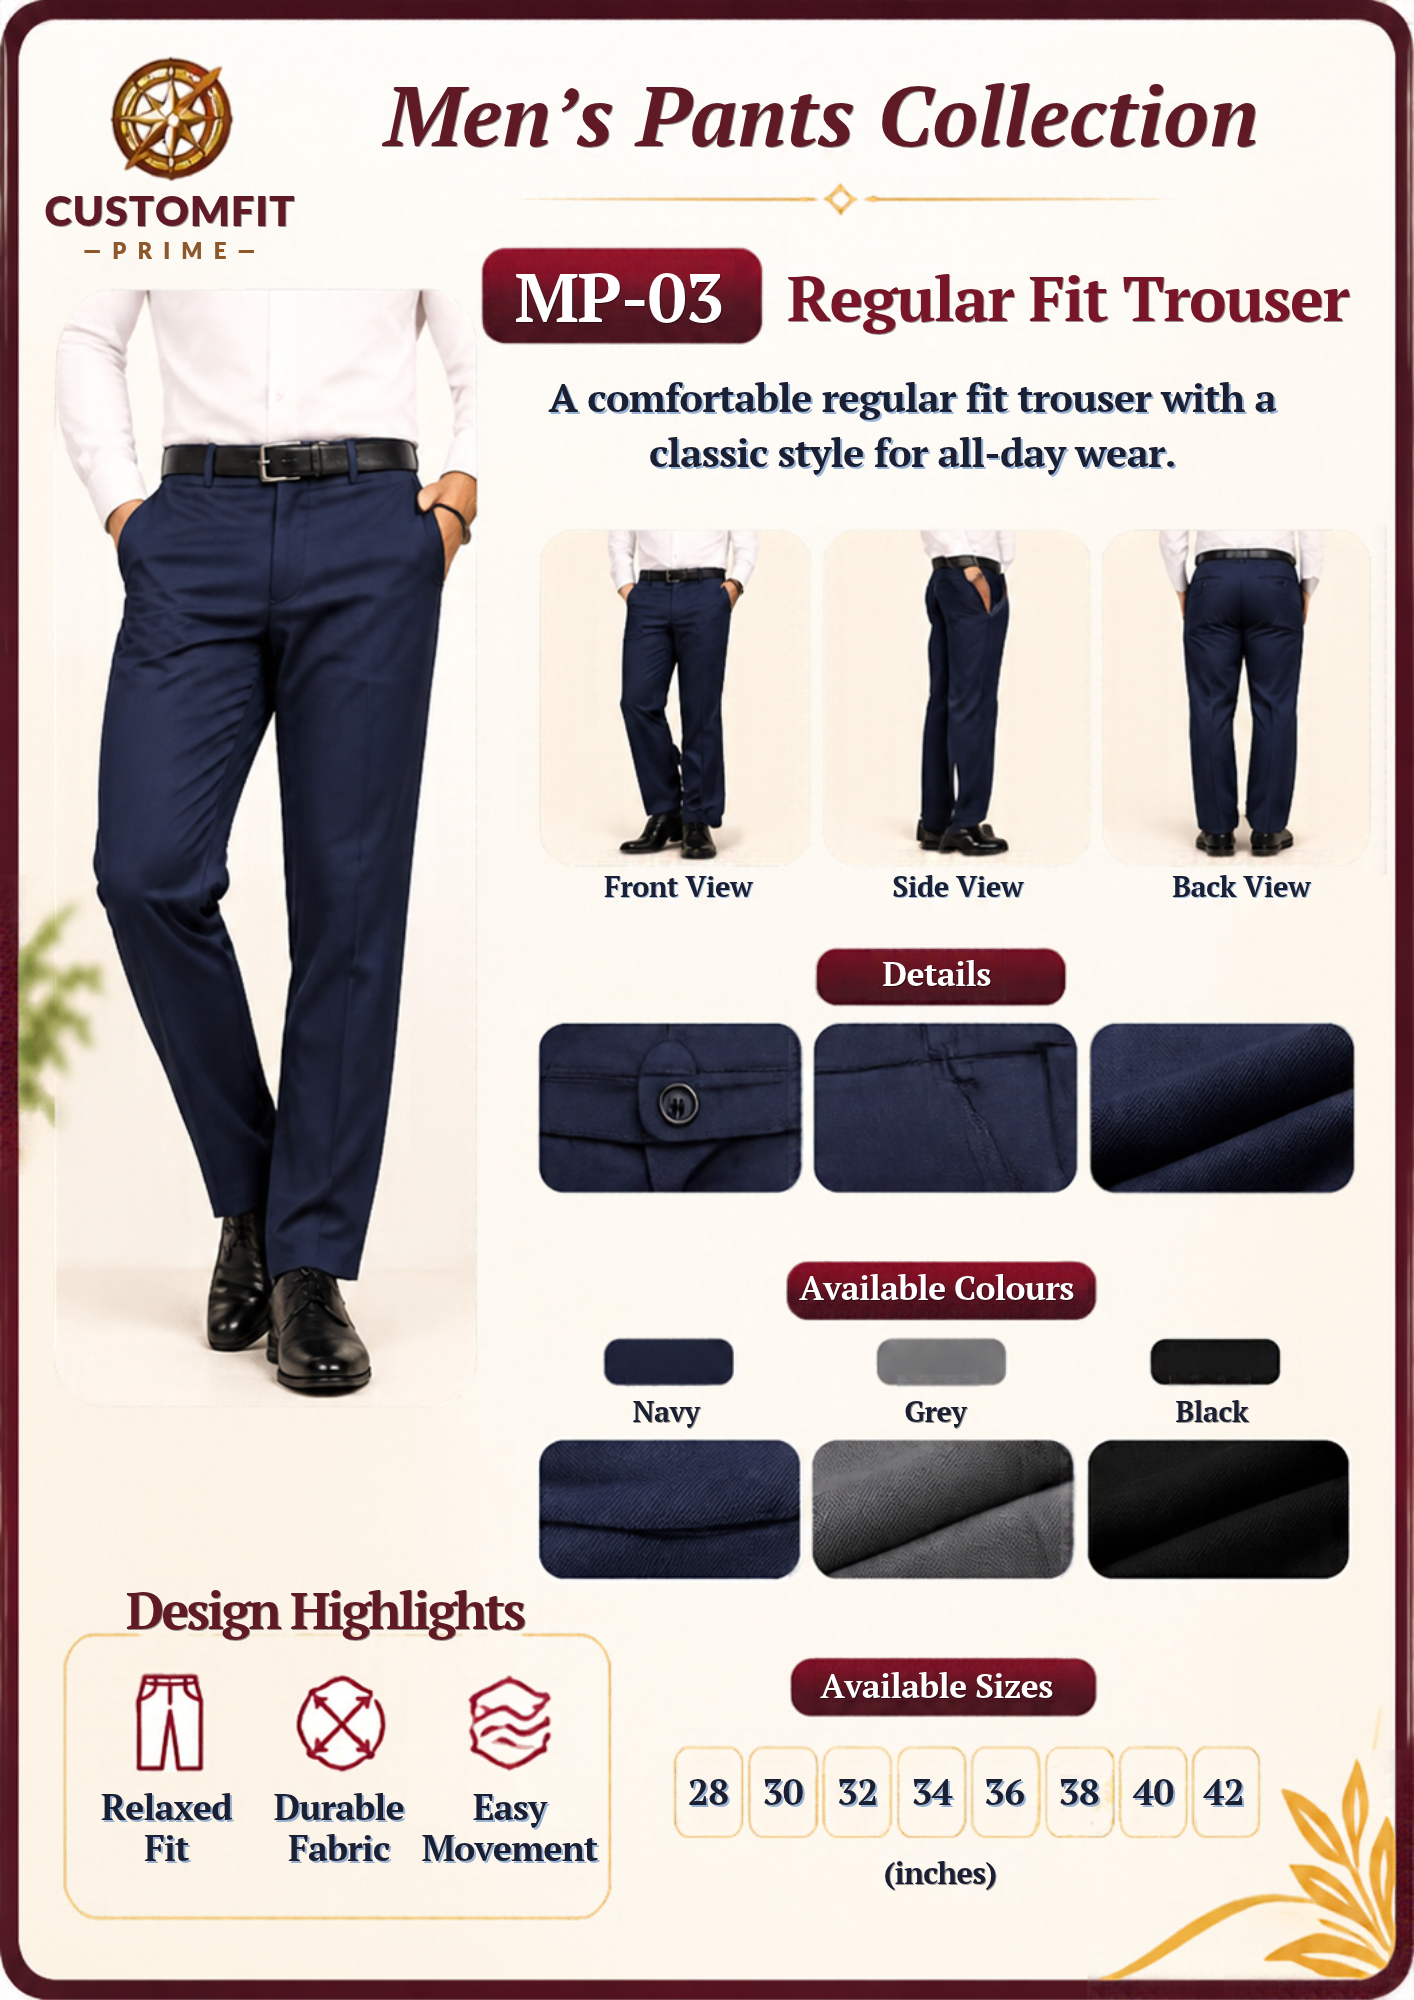 CUSTOMFIT
PRIME
Men's Pants Collection
MP-03 Regular Fit Trouser
A comfortable regular fit trouser with a
classic style for all-day wear.
Front View
Side View
Back View
Details
Available Colours
Navy
Grey
Black
Design Highlights
Relaxed
Fit
Durable
Fabric
Easy
Movement
Available Sizes
28 30 32 34 36 38 40 42
(inches)